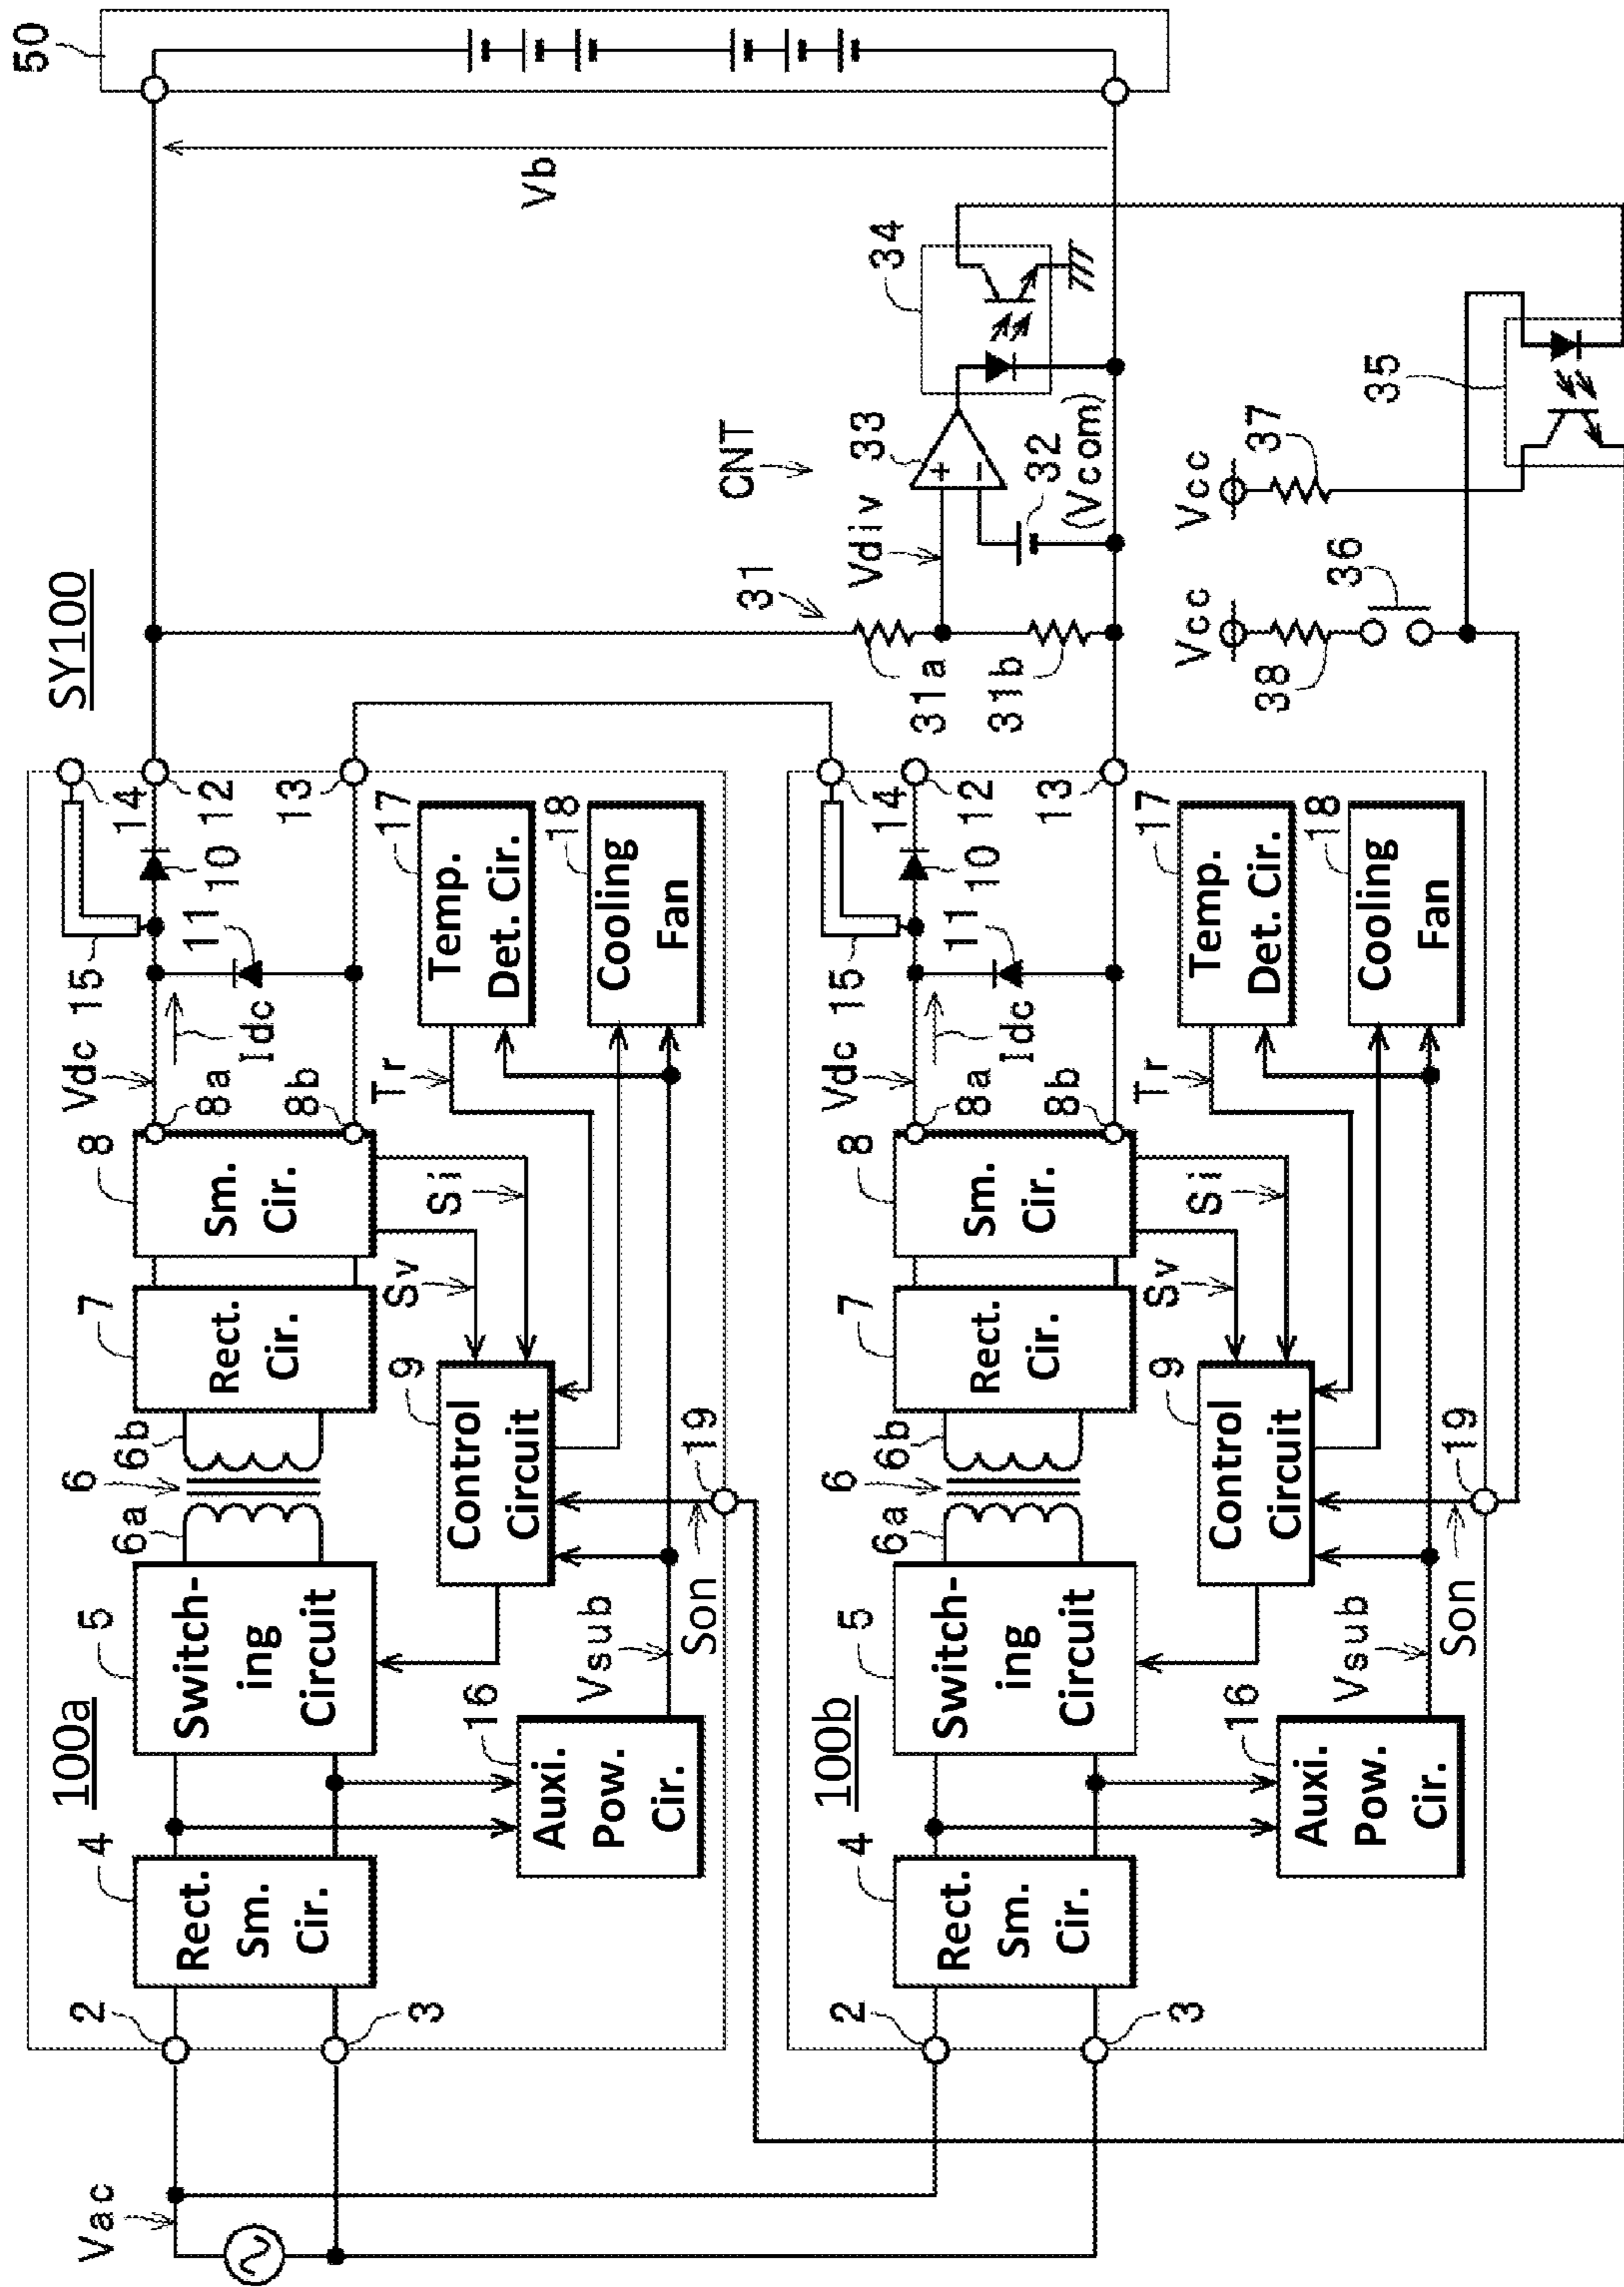 SY100
50
Vac
2
3
100a
4
Rect.
Sm.
Cir.
5
Switch-
ing
Circuit
6
6a
6b
7
Rect.
Cir.
8
Sm.
Cir.
8a
8b
Vdc
Idc
15
11
10
14
12
13
16
Auxi.
Pow.
Cir.
Vsub
Son
19
9
Control
Circuit
Sv
Si
Tr
17
Temp.
Det. Cir.
18
Cooling
Fan
100b
2
3
4
Rect.
Sm.
Cir.
5
Switch-
ing
Circuit
6
6a
6b
7
Rect.
Cir.
8
Sm.
Cir.
8a
8b
Vdc
Idc
15
11
10
14
12
13
16
Auxi.
Pow.
Cir.
Vsub
Son
19
9
Control
Circuit
Sv
Si
Tr
17
Temp.
Det. Cir.
18
Cooling
Fan
Vb
CNT
31
31a
31b
Vdiv
33
+
−
32
(Vcom)
34
Vcc
38
36
Vcc
37
35